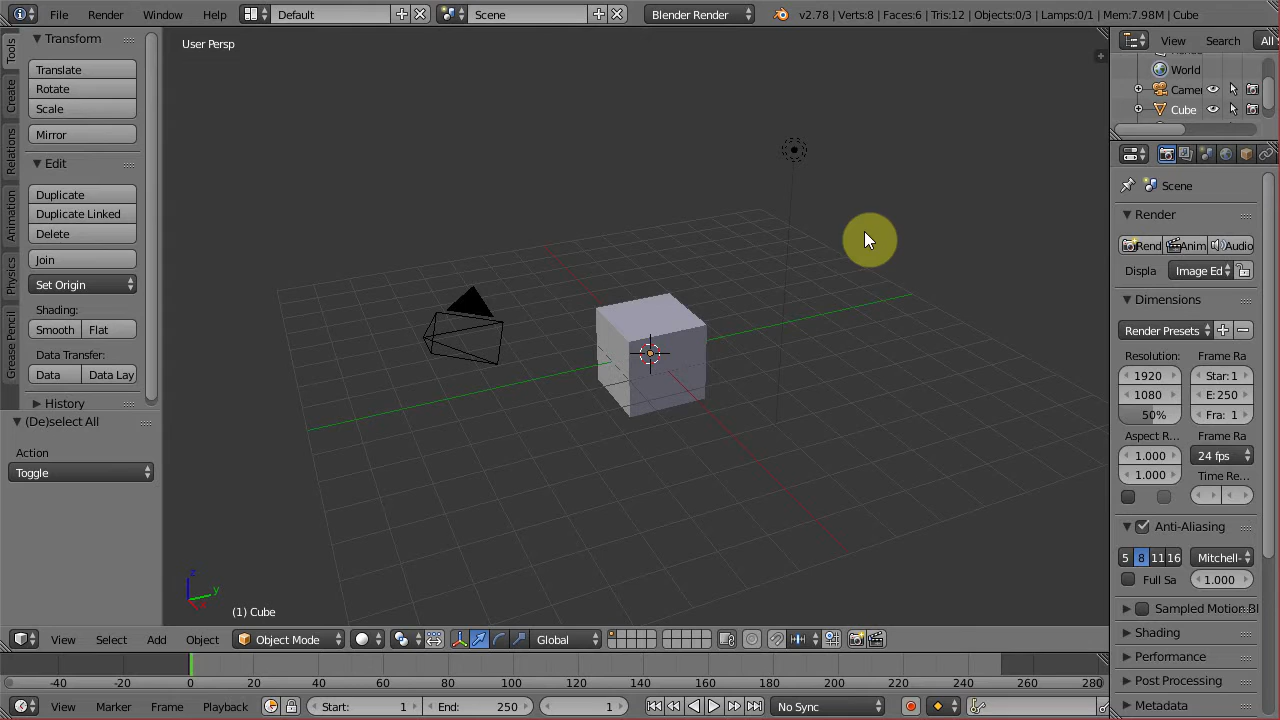 File Render Window Help Default Scene Blender Render v2.78 | Verts:8 | Faces:6 | Tris:12 | Objects:0/3 | Lamps:0/1 | Mem:7.98M | Cube
Tools
Create
Relations
Animation
Physics
Grease Pencil
Transform
Translate
Rotate
Scale
Mirror
Edit
Duplicate
Duplicate Linked
Delete
Join
Set Origin
Shading:
Smooth Flat
Data Transfer:
Data Data Lay
History
(De)select All
Action
Toggle
User Persp
z
y
x
(1) Cube
View Select Add Object Object Mode Global
-40 -20 0 20 40 60 80 100 120 140 160 180 200 220 240 260 280
View Marker Frame Playback Start: 1 End: 250 1 No Sync
View Search All
World
Camer
Cube
Scene
Render
Rend Anim Audio
Displa Image Ed
Dimensions
Render Presets
Resolution: Frame Ra
1920 Star: 1
1080 E: 250
50% Fra: 1
Aspect R... Frame Ra
1.000 24 fps
1.000 Time Re...
Anti-Aliasing
5 8 11 16 Mitchell-
Full Sa 1.000
Sampled Motion Bl
Shading
Performance
Post Processing
Metadata